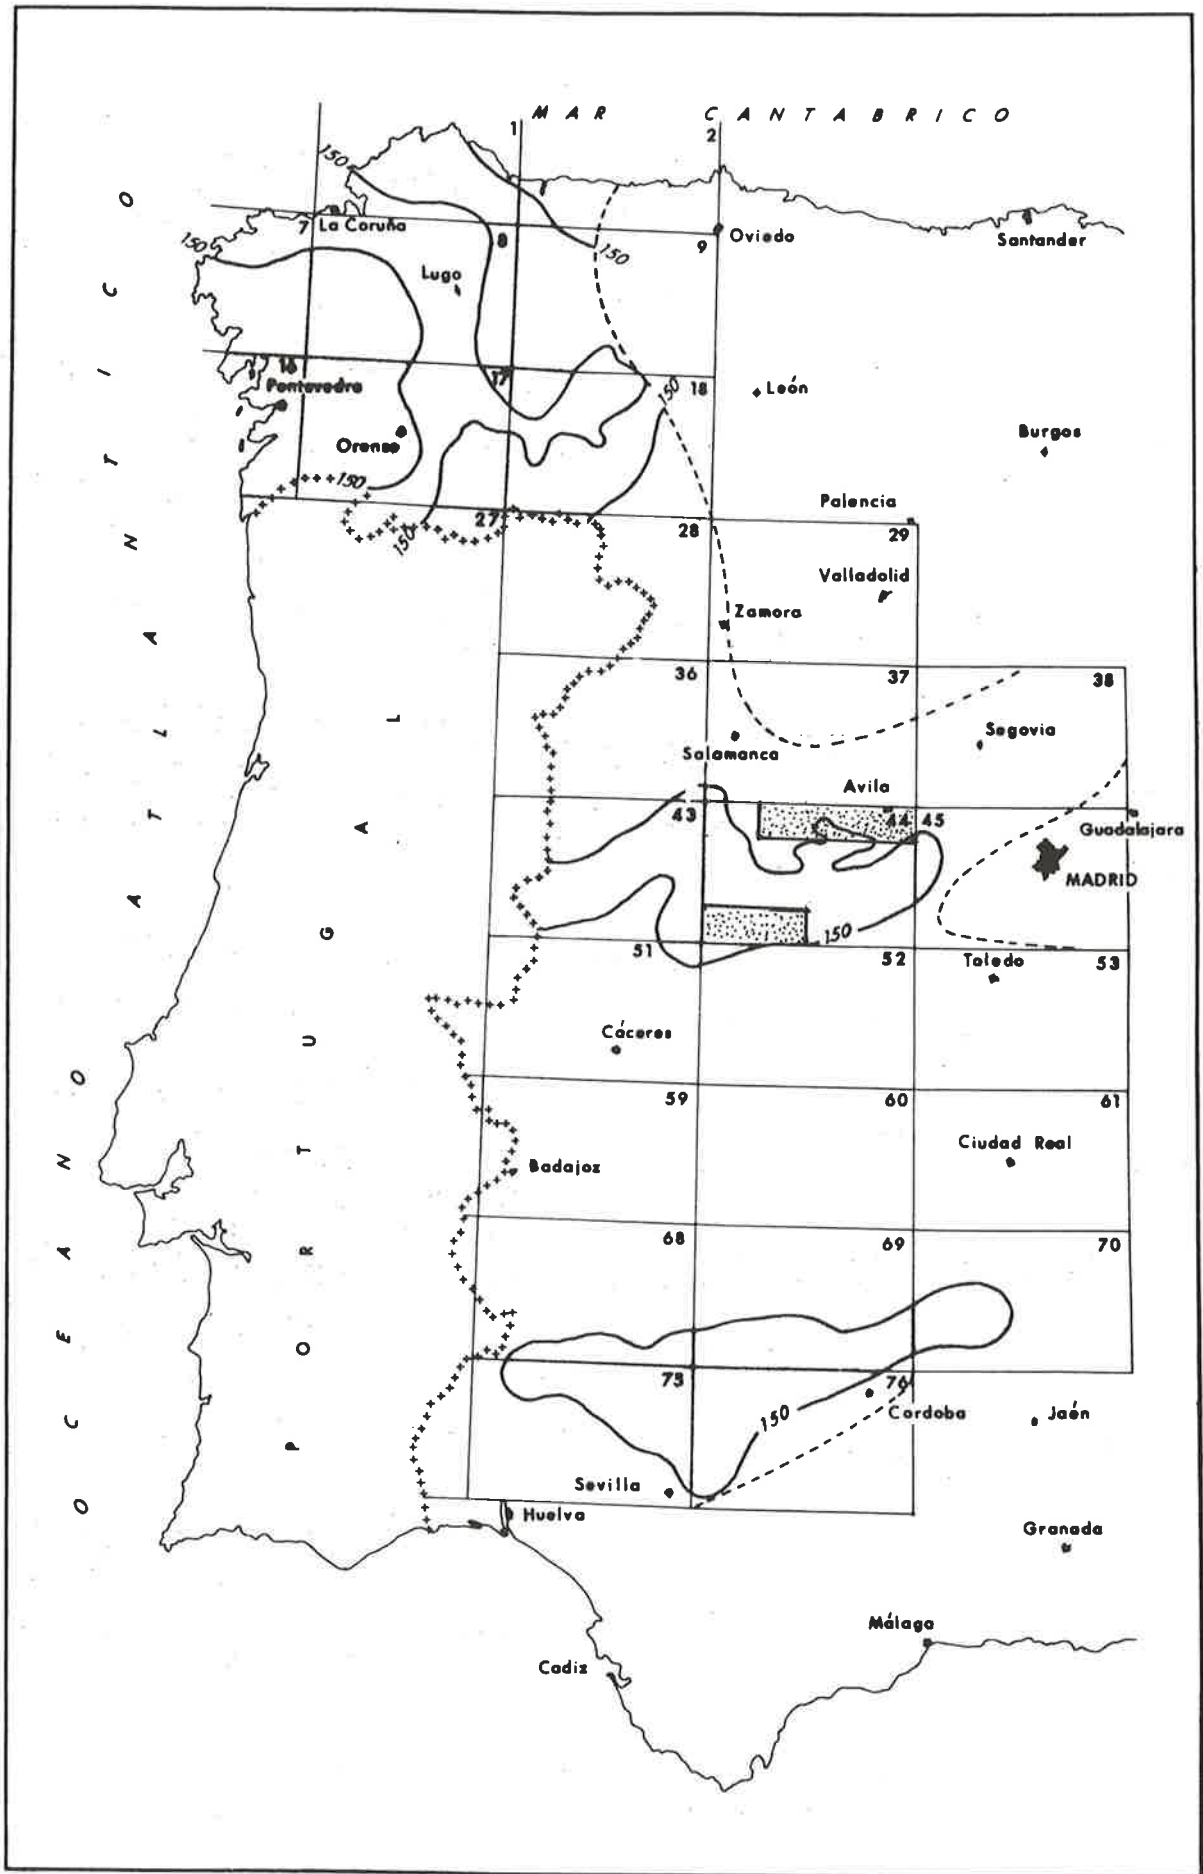 MAR CANTABRICO
1
2
150
7
La Coruña
150
8
9
Oviedo
Santander
150
Lugo
16
Pontevedra
17
18
150
León
Orense
Burgos
150
Palencia
27
150
28
29
Valladolid
Zamora
36
37
38
Segovia
Salamanca
Avila
43
44
45
Guadalajara
MADRID
150
51
52
Toledo
53
Cáceres
59
60
61
Ciudad Real
Badajoz
68
69
70
75
76
150
Cordoba
Jaén
Sevilla
Huelva
Granada
Málaga
Cadiz
OCEANO ATLANTICO
PORTUGAL